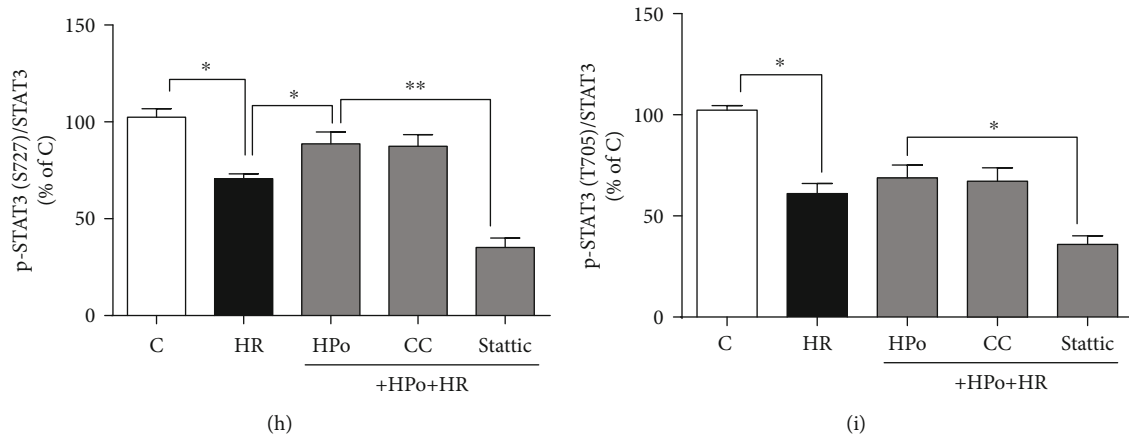 p-STAT3 (S727)/STAT3
(% of C)
150
100
50
0
*
*
**
C
HR
HPo
CC
Stattic
+HPo+HR
(h)
p-STAT3 (T705)/STAT3
(% of C)
150
100
50
0
*
*
C
HR
HPo
CC
Stattic
+HPo+HR
(i)